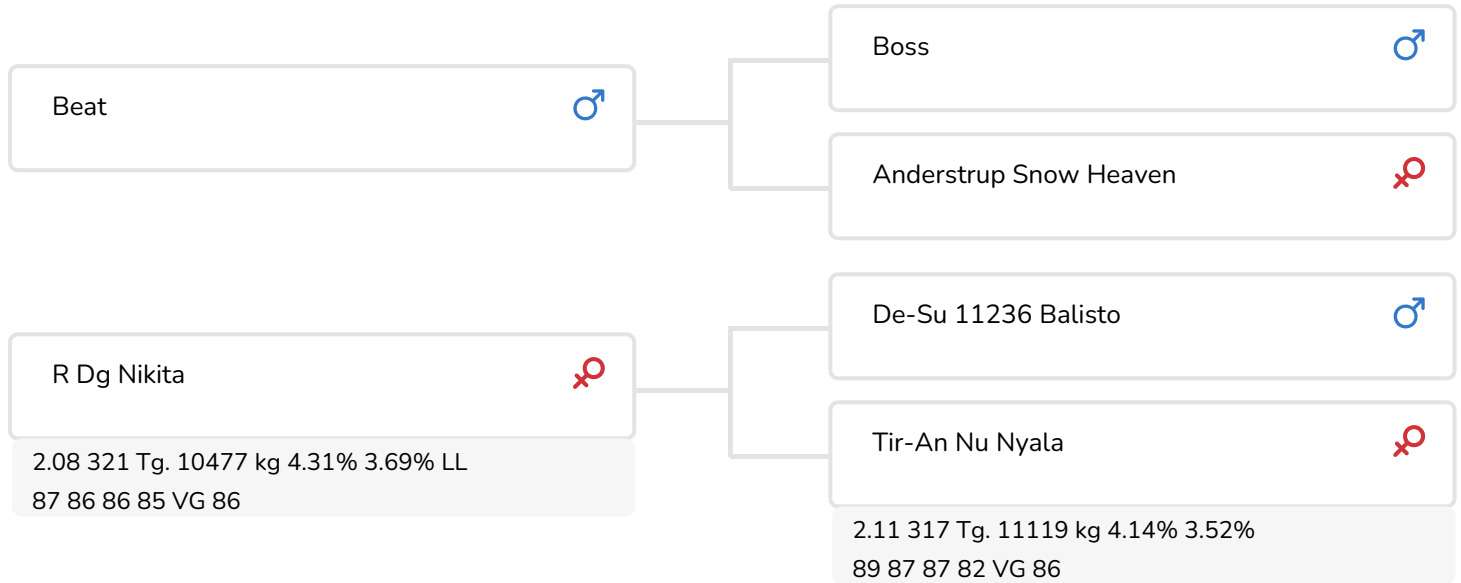 Beat
R Dg Nikita
2.08 321 Tg. 10477 kg 4.31% 3.69% LL
87 86 86 85 VG 86
Boss
Anderstrup Snow Heaven
De-Su 11236 Balisto
Tir-An Nu Nyala
2.11 317 Tg. 11119 kg 4.14% 3.52%
89 87 87 82 VG 86